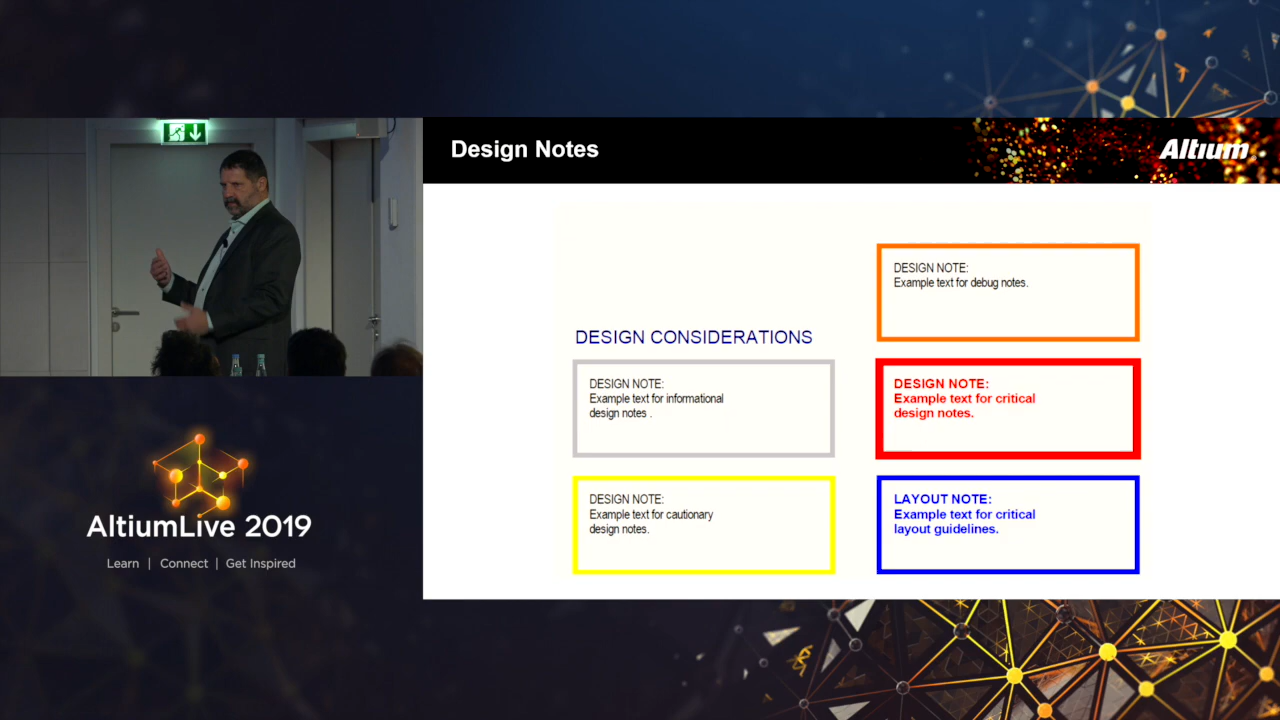 Design Notes
Altium
DESIGN NOTE:
Example text for debug notes.
DESIGN CONSIDERATIONS
DESIGN NOTE:
Example text for informational
design notes .
DESIGN NOTE:
Example text for critical
design notes.
DESIGN NOTE:
Example text for cautionary
design notes.
LAYOUT NOTE:
Example text for critical
layout guidelines.
AltiumLive 2019
Learn | Connect | Get Inspired